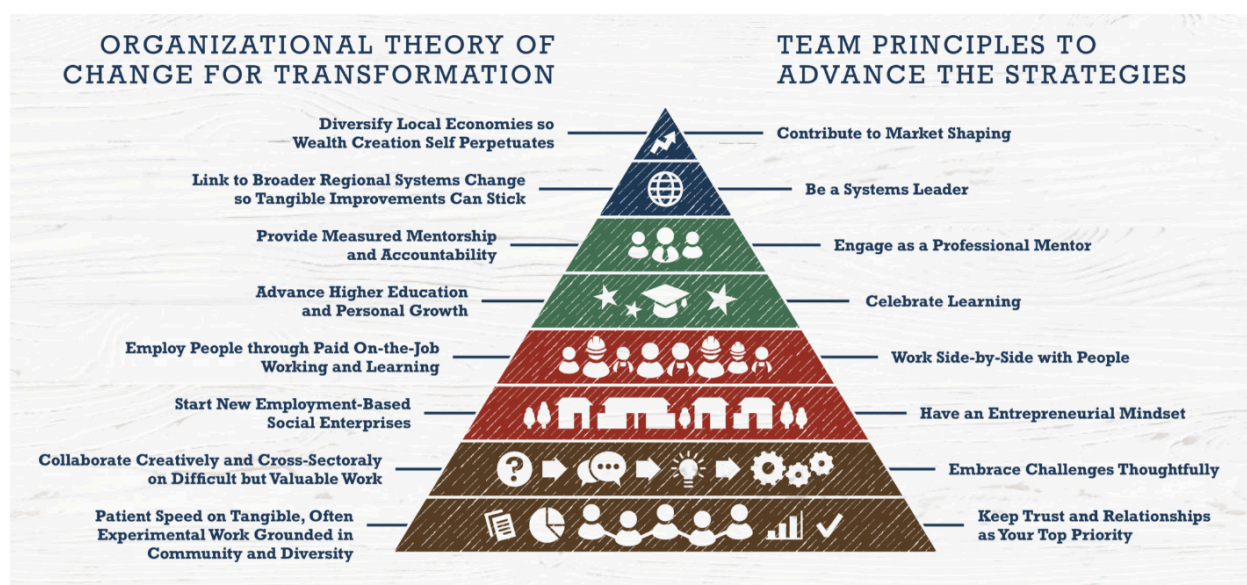 ORGANIZATIONAL THEORY OF
CHANGE FOR TRANSFORMATION
TEAM PRINCIPLES TO
ADVANCE THE STRATEGIES
Diversify Local Economies so
Wealth Creation Self Perpetuates
Contribute to Market Shaping
Link to Broader Regional Systems Change
so Tangible Improvements Can Stick
Be a Systems Leader
Provide Measured Mentorship
and Accountability
Engage as a Professional Mentor
Advance Higher Education
and Personal Growth
Celebrate Learning
Employ People through Paid On-the-Job
Working and Learning
Work Side-by-Side with People
Start New Employment-Based
Social Enterprises
Have an Entrepreneurial Mindset
Collaborate Creatively and Cross-Sectoraly
on Difficult but Valuable Work
Embrace Challenges Thoughtfully
Patient Speed on Tangible, Often
Experimental Work Grounded in
Community and Diversity
Keep Trust and Relationships
as Your Top Priority
?